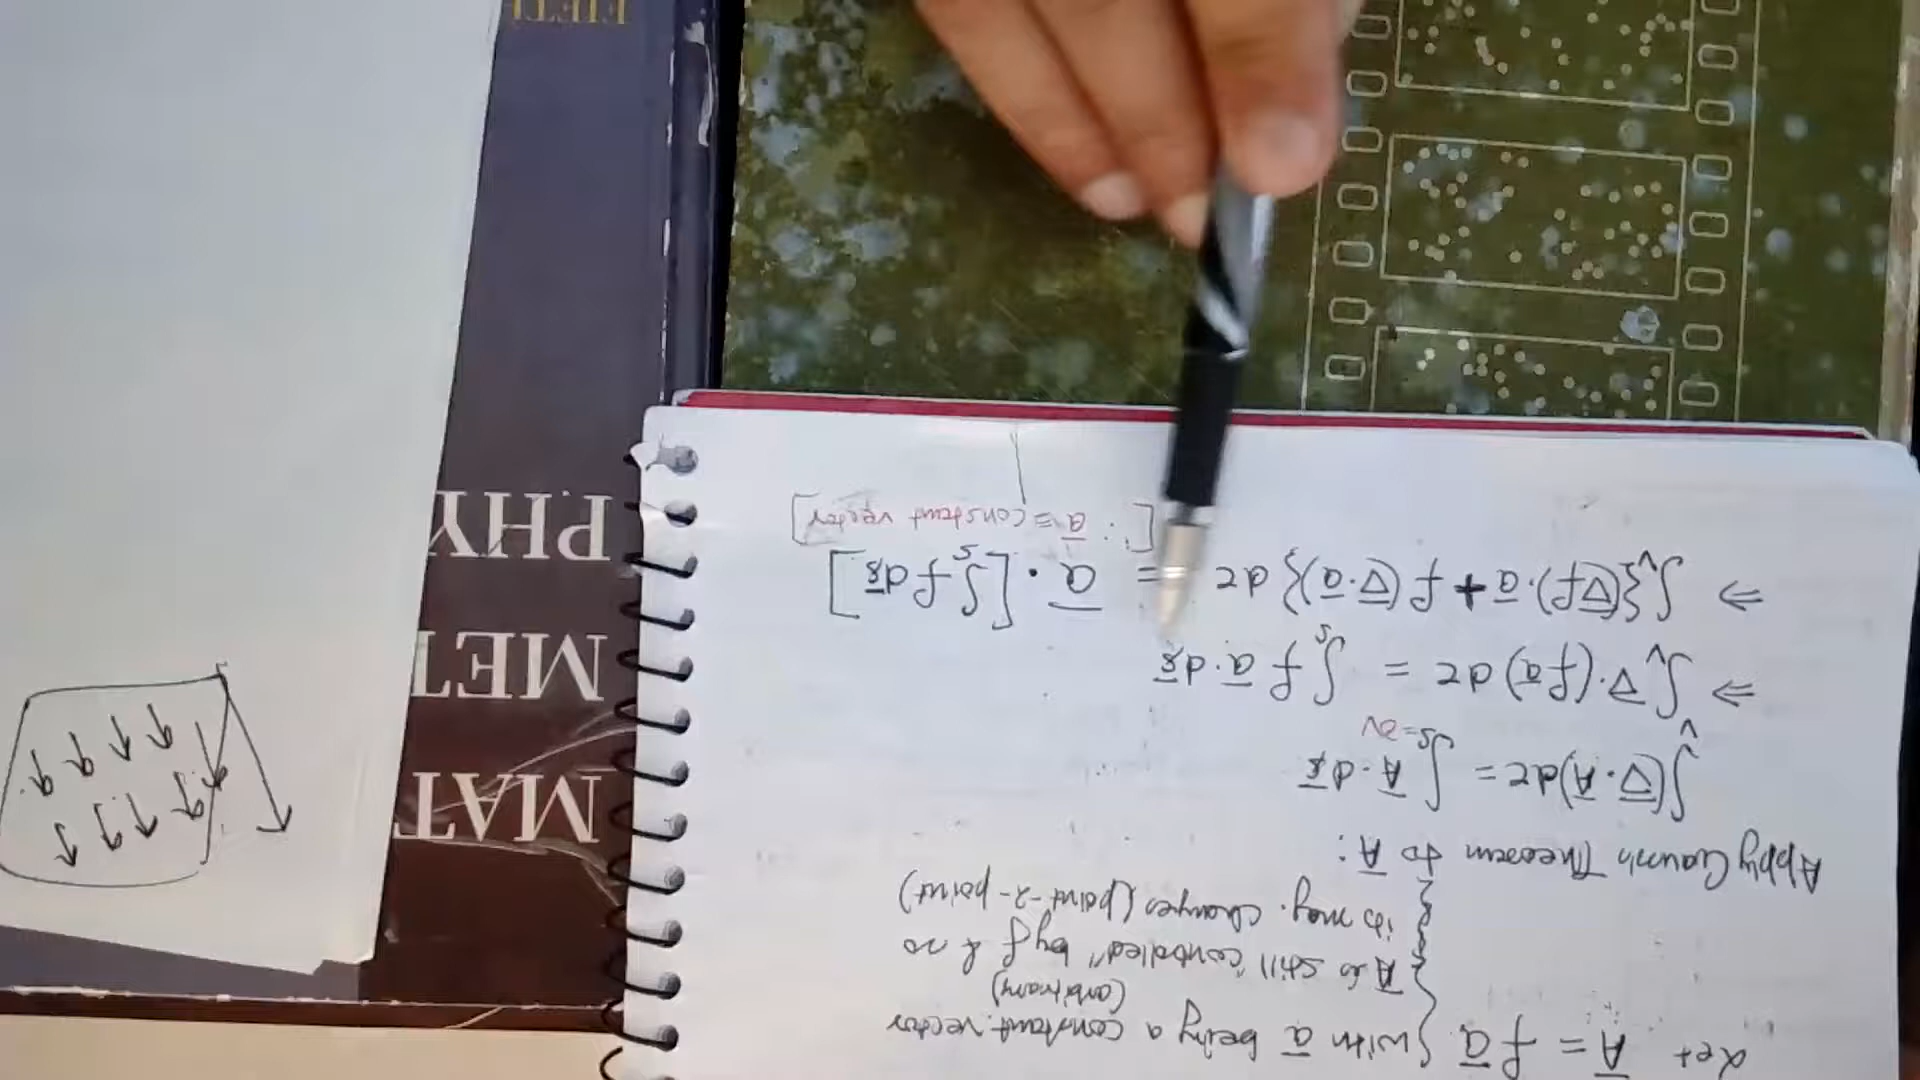 Let A̅ = f a̅ {with a̅ being a constant vector
(arbitrary)
A̅ is still "controlled" by f & so
its mag. changes (point-2-point)
Apply Gauss's Theorem to A̅:
∫_V (∇·A̅)dτ = ∫_{S=∂V} A̅·ds̲
⇒ ∫_V ∇·(f a̲) dτ = ∫_S f a̲·ds̲
⇒ ∫_V {(∇f)·a̲ + f(∇·a̲)} dτ = a̲·[∫_S f ds̲]
[∵ a̅ ≡ constant vector]
MAT
MET
PHY